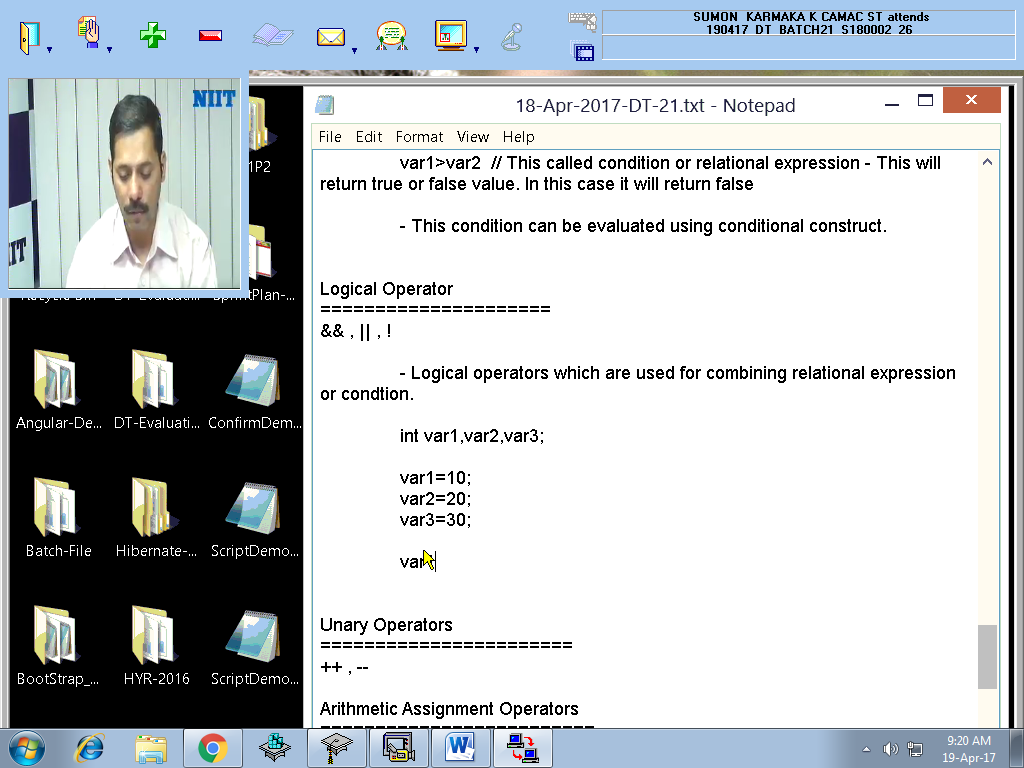 SUMON KARMAKA K CAMAC ST attends
190417 DT BATCH21 S180002 26
NIIT
18-Apr-2017-DT-21.txt - Notepad
File Edit Format View Help
var1>var2 // This called condition or relational expression - This will
return true or false value. In this case it will return false
- This condition can be evaluated using conditional construct.
Logical Operator
=====================
&& , || , !
- Logical operators which are used for combining relational expression
or condtion.
int var1,var2,var3;
var1=10;
var2=20;
var3=30;
Unary Operators
=======================
++ , --
Arithmetic Assignment Operators
1P2
SprintPlan-...
Angular-De... DT-Evaluati... ConfirmDem...
Batch-File Hibernate-... ScriptDemo...
BootStrap_... HYR-2016 ScriptDemo...
9:20 AM
19-Apr-17